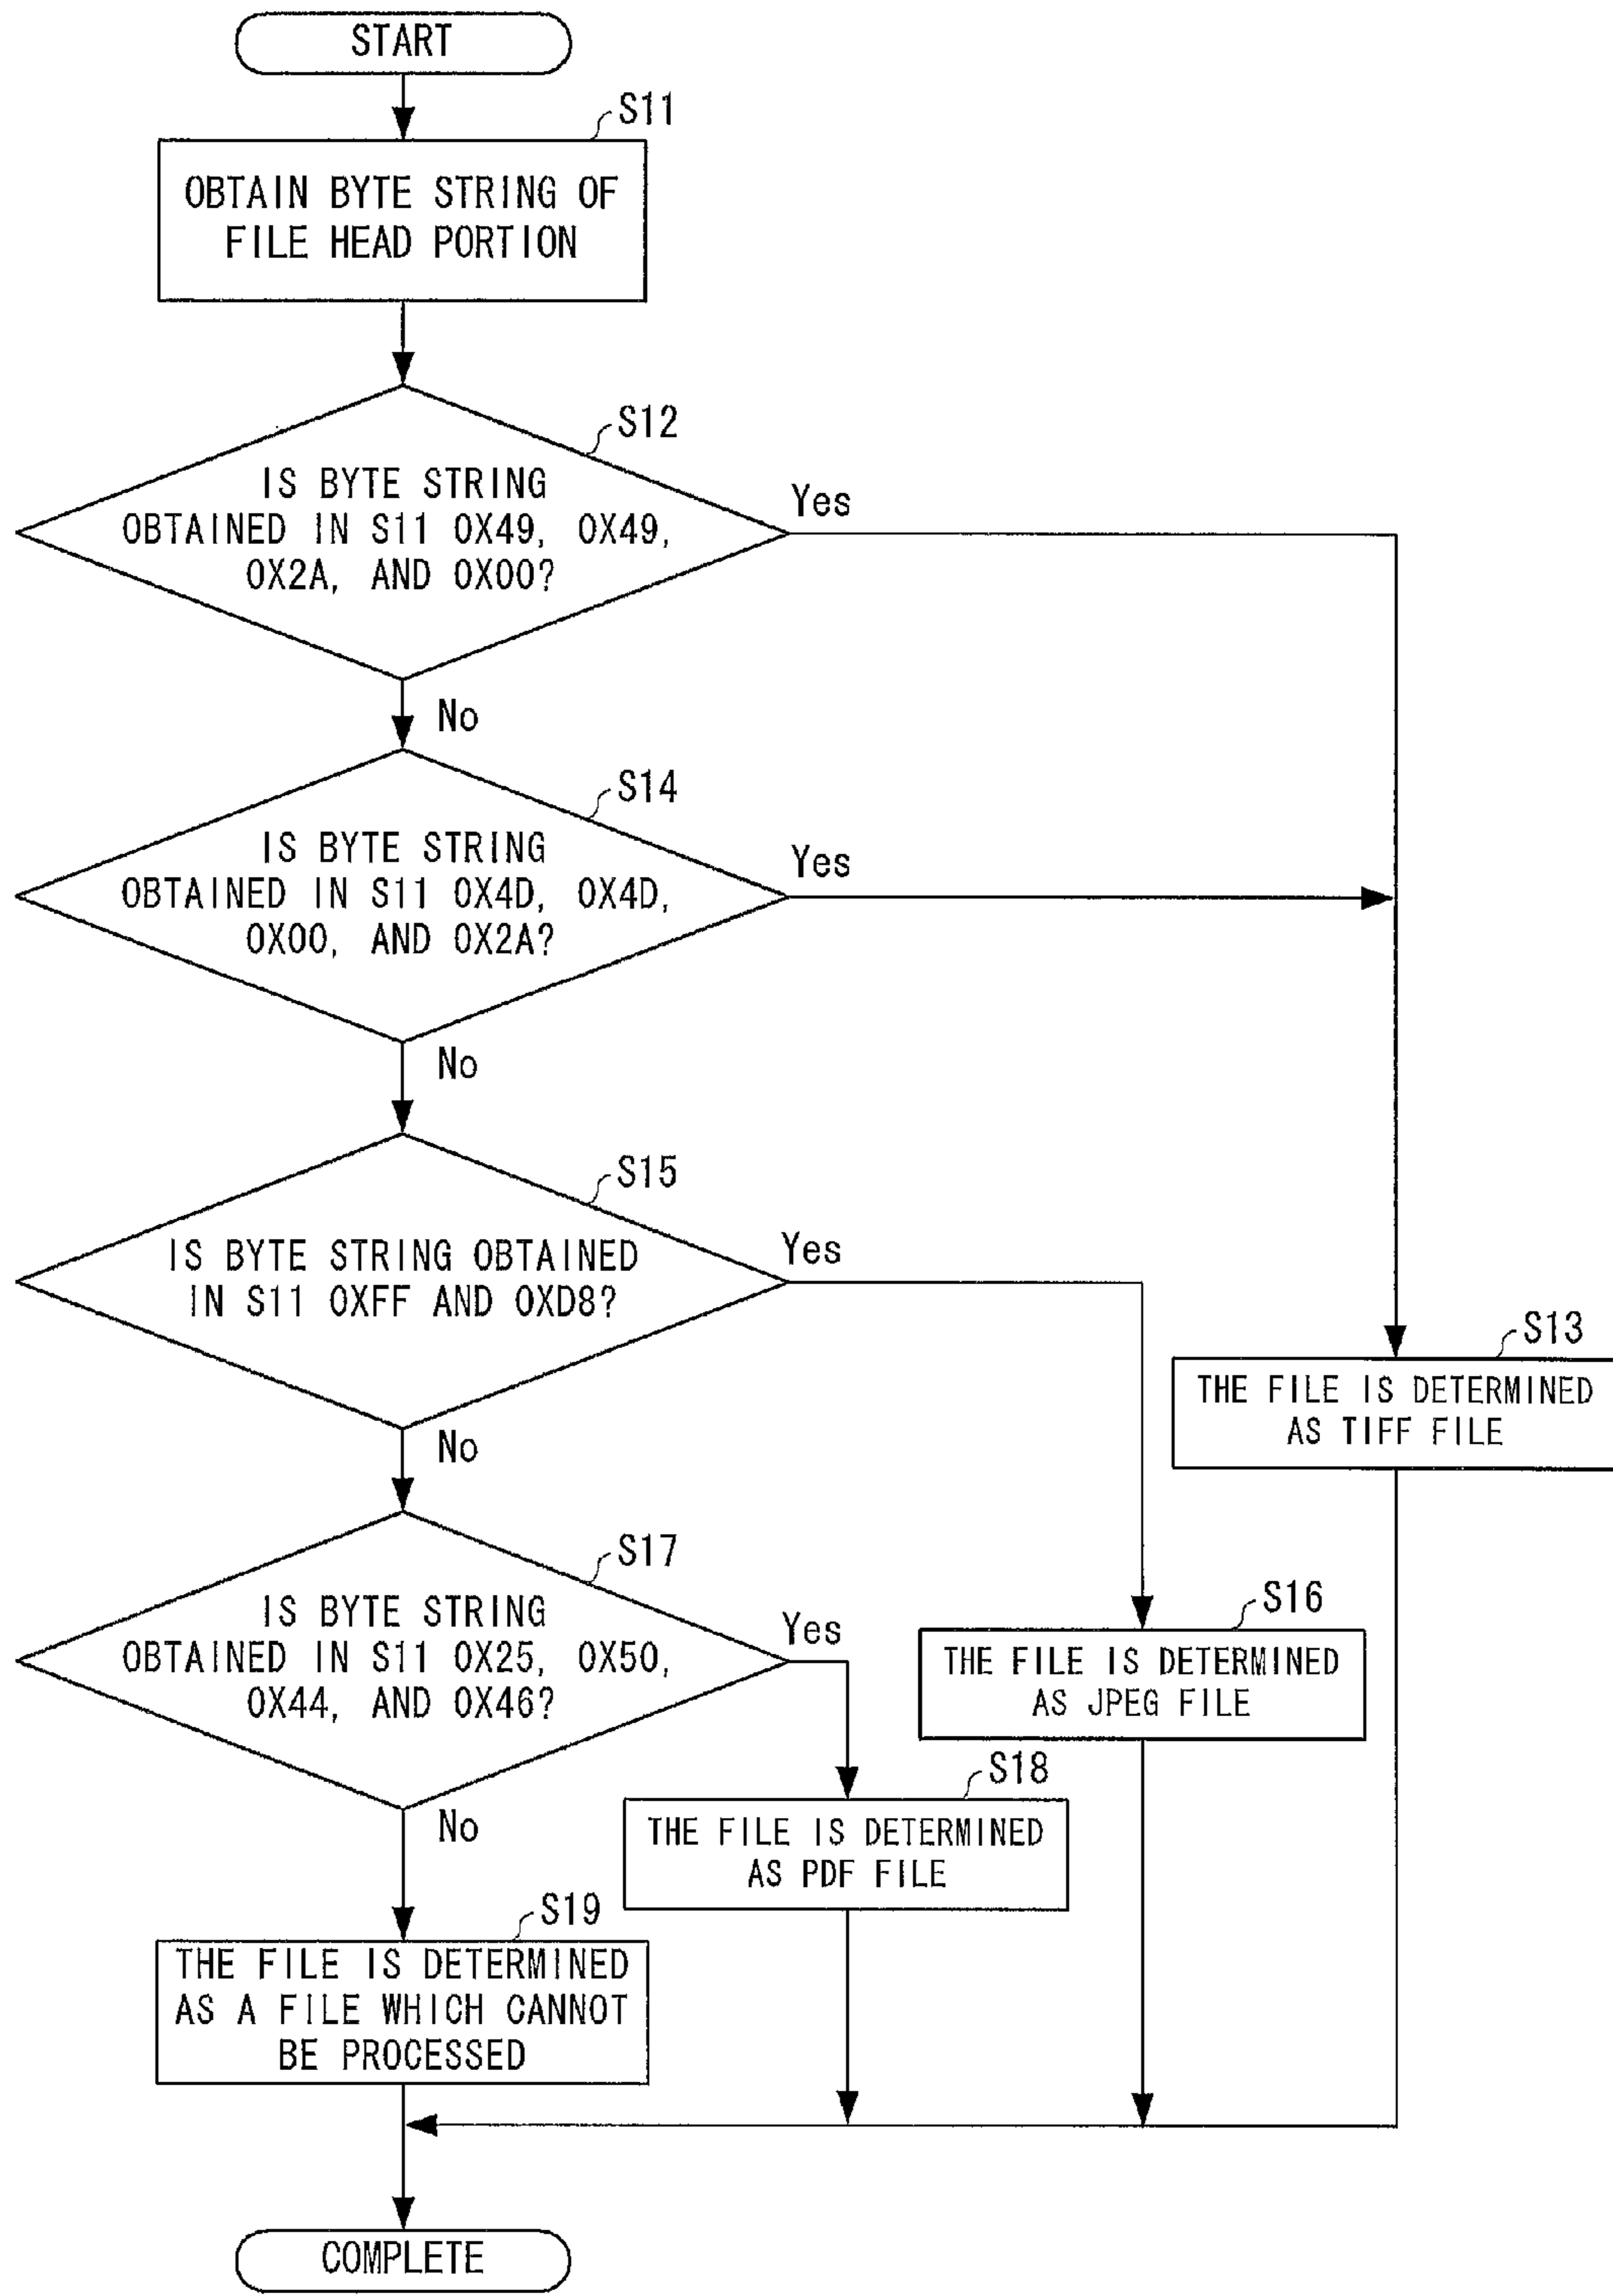 START
S11
OBTAIN BYTE STRING OF
FILE HEAD PORTION
S12
IS BYTE STRING
OBTAINED IN S11 0X49, 0X49,
0X2A, AND 0X00?
Yes
No
S14
IS BYTE STRING
OBTAINED IN S11 0X4D, 0X4D,
0X00, AND 0X2A?
Yes
No
S15
IS BYTE STRING OBTAINED
IN S11 0XFF AND 0XD8?
Yes
No
S13
THE FILE IS DETERMINED
AS TIFF FILE
S17
IS BYTE STRING
OBTAINED IN S11 0X25, 0X50,
0X44, AND 0X46?
Yes
No
S16
THE FILE IS DETERMINED
AS JPEG FILE
S18
THE FILE IS DETERMINED
AS PDF FILE
S19
THE FILE IS DETERMINED
AS A FILE WHICH CANNOT
BE PROCESSED
COMPLETE